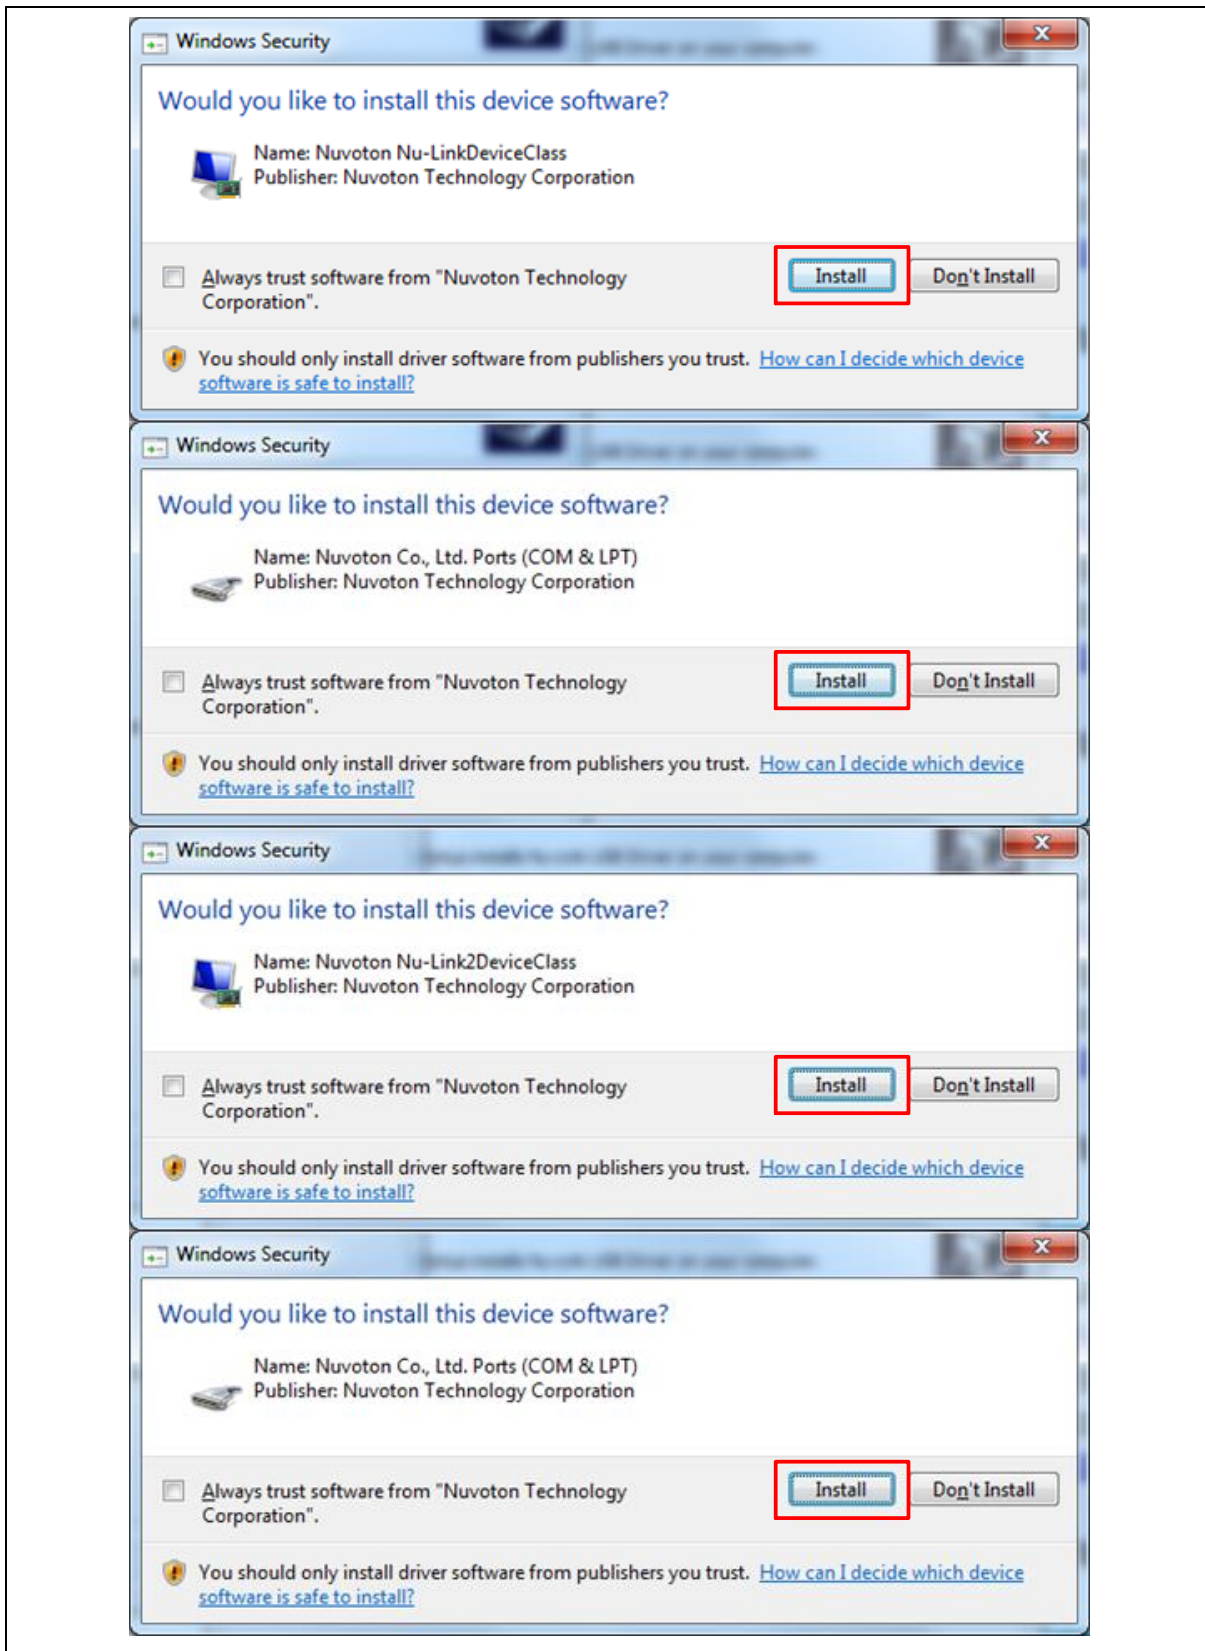 Windows Security
Would you like to install this device software?
Name: Nuvoton Nu-LinkDeviceClass
Publisher: Nuvoton Technology Corporation
Always trust software from "Nuvoton Technology Corporation".
Install
Don't Install
You should only install driver software from publishers you trust. How can I decide which device
software is safe to install?
Windows Security
Would you like to install this device software?
Name: Nuvoton Co., Ltd. Ports (COM & LPT)
Publisher: Nuvoton Technology Corporation
Always trust software from "Nuvoton Technology
Corporation".
Install
Don't Install
You should only install driver software from publishers you trust. How can I decide which device
software is safe to install?
Windows Security
Would you like to install this device software?
Name: Nuvoton Nu-Link2DeviceClass
Publisher: Nuvoton Technology Corporation
Always trust software from "Nuvoton Technology
Corporation".
Install
Don't Install
You should only install driver software from publishers you trust. How can I decide which device
software is safe to install?
Windows Security
Would you like to install this device software?
Name: Nuvoton Co., Ltd. Ports (COM & LPT)
Publisher: Nuvoton Technology Corporation
Always trust software from "Nuvoton Technology
Corporation".
Install
Don't Install
You should only install driver software from publishers you trust. How can I decide which device
software is safe to install?